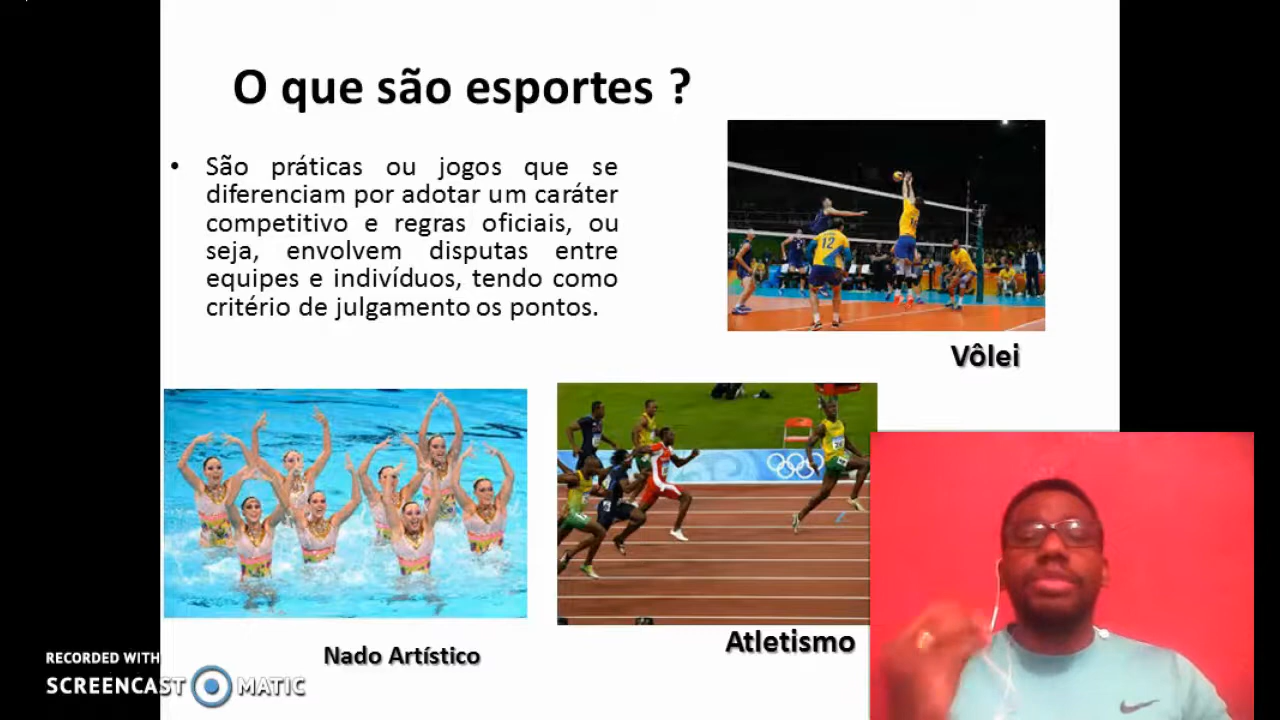 O que são esportes ?
• São práticas ou jogos que se
diferenciam por adotar um caráter
competitivo e regras oficiais, ou
seja, envolvem disputas entre
equipes e indivíduos, tendo como
critério de julgamento os pontos.
12
Vôlei
Nado Artístico
Atletismo
RECORDED WITH
SCREENCAST MATIC